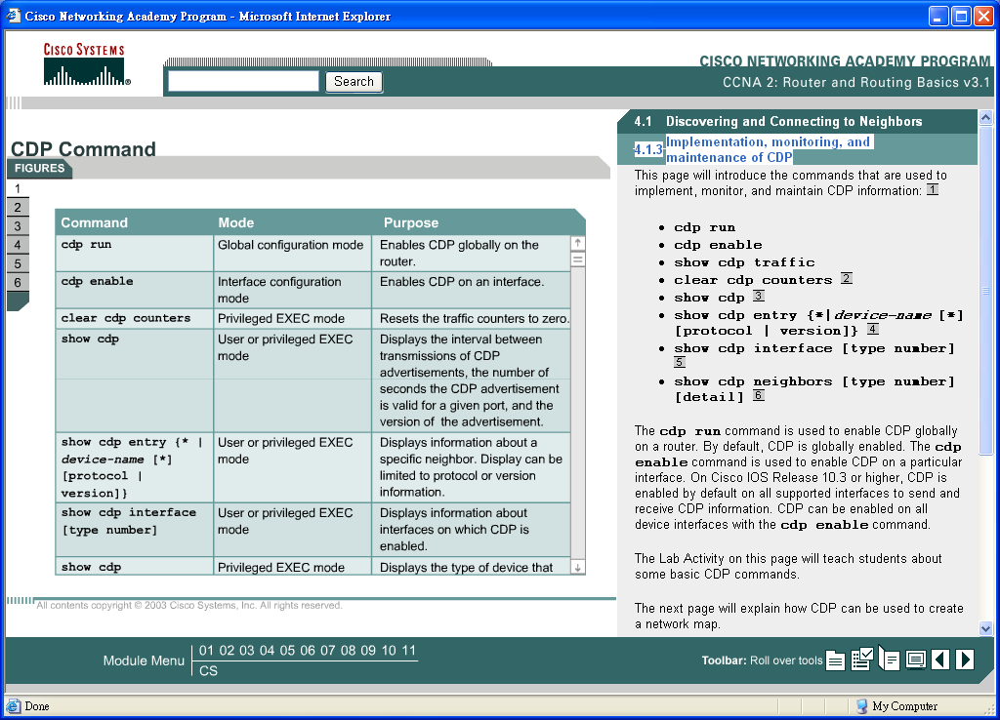 Cisco Networking Academy Program - Microsoft Internet Explorer
CISCO SYSTEMS
®
Search
CISCO NETWORKING ACADEMY PROGRAM
CCNA 2: Router and Routing Basics v3.1
CDP Command
FIGURES
1
2
3
4
5
6
Command Mode Purpose
cdp run Global configuration mode Enables CDP globally on the
router.
cdp enable Interface configuration Enables CDP on an interface.
mode
clear cdp counters Privileged EXEC mode Resets the traffic counters to zero.
show cdp User or privileged EXEC Displays the interval between
mode transmissions of CDP
advertisements, the number of
seconds the CDP advertisement
is valid for a given port, and the
version of the advertisement.
show cdp entry {* | User or privileged EXEC Displays information about a
device-name [*] mode specific neighbor. Display can be
[protocol | limited to protocol or version
version]} information.
show cdp interface User or privileged EXEC Displays information about
[type number] mode interfaces on which CDP is
enabled.
show cdp Privileged EXEC mode Displays the type of device that
All contents copyright © 2003 Cisco Systems, Inc. All rights reserved.
4.1 Discovering and Connecting to Neighbors
4.1.3 Implementation, monitoring, and
maintenance of CDP
This page will introduce the commands that are used to
implement, monitor, and maintain CDP information: 1
• cdp run
• cdp enable
• show cdp traffic
• clear cdp counters 2
• show cdp 3
• show cdp entry {*|device-name [*]
[protocol | version]} 4
• show cdp interface [type number]
5
• show cdp neighbors [type number]
[detail] 6
The cdp run command is used to enable CDP globally
on a router. By default, CDP is globally enabled. The cdp
enable command is used to enable CDP on a particular
interface. On Cisco IOS Release 10.3 or higher, CDP is
enabled by default on all supported interfaces to send and
receive CDP information. CDP can be enabled on all
device interfaces with the cdp enable command.
The Lab Activity on this page will teach students about
some basic CDP commands.
The next page will explain how CDP can be used to create
a network map.
Module Menu
01 02 03 04 05 06 07 08 09 10 11
CS
Toolbar: Roll over tools
Done
My Computer